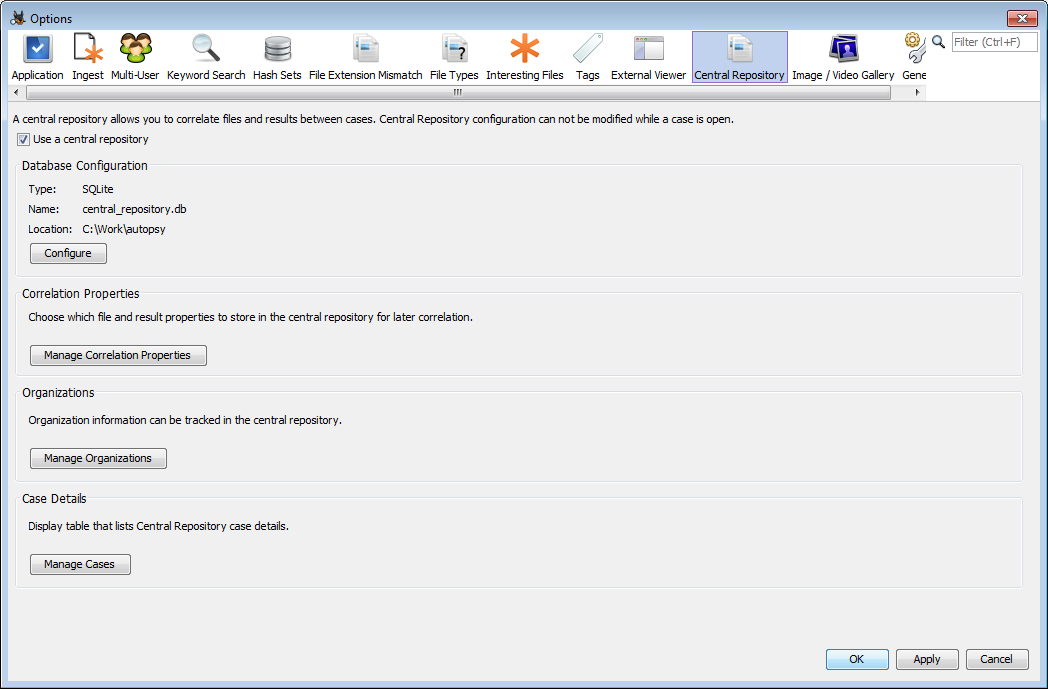 Options
Application Ingest Multi-User Keyword Search Hash Sets File Extension Mismatch File Types Interesting Files Tags External Viewer Central Repository Image / Video Gallery Gene
Filter (Ctrl+F)
A central repository allows you to correlate files and results between cases. Central Repository configuration can not be modified while a case is open.
Use a central repository
Database Configuration
Type: SQLite
Name: central_repository.db
Location: C:\Work\autopsy
Configure
Correlation Properties
Choose which file and result properties to store in the central repository for later correlation.
Manage Correlation Properties
Organizations
Organization information can be tracked in the central repository.
Manage Organizations
Case Details
Display table that lists Central Repository case details.
Manage Cases
OK Apply Cancel